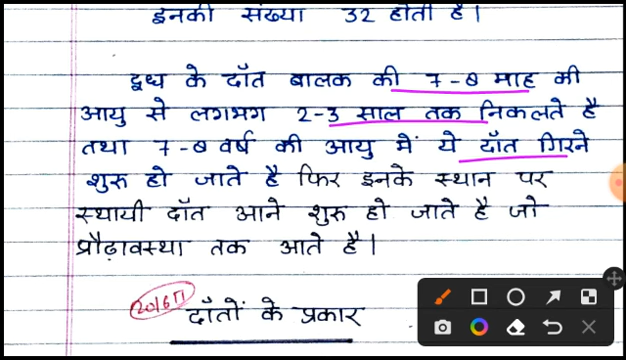 इनकी संख्या 32 होती है।
दूध के दाँत बालक की 7-8 माह की
आयु से लगभग 2-3 साल तक निकलते है
तथा 7-8 वर्ष की आयु में ये दाँत गिरने
शुरू हो जाते है फिर इनके स्थान पर
स्थायी दाँत आने शुरू हो जाते है जो
प्रौढ़ावस्था तक आते है।
दाँतों के प्रकार